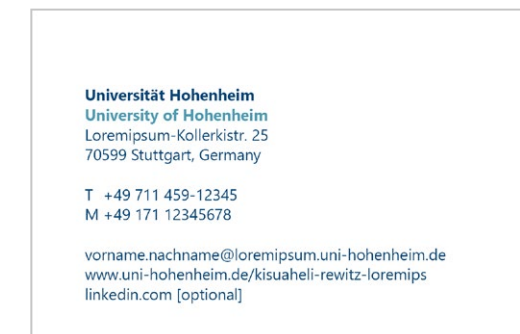 Universität Hohenheim
University of Hohenheim
Loremipsum-Kollerkistr. 25
70599 Stuttgart, Germany
T +49 711 459-12345
M +49 171 12345678
vorname.nachname@loremipsum.uni-hohenheim.de
www.uni-hohenheim.de/kisuaheli-rewitz-loremips
linkedin.com [optional]